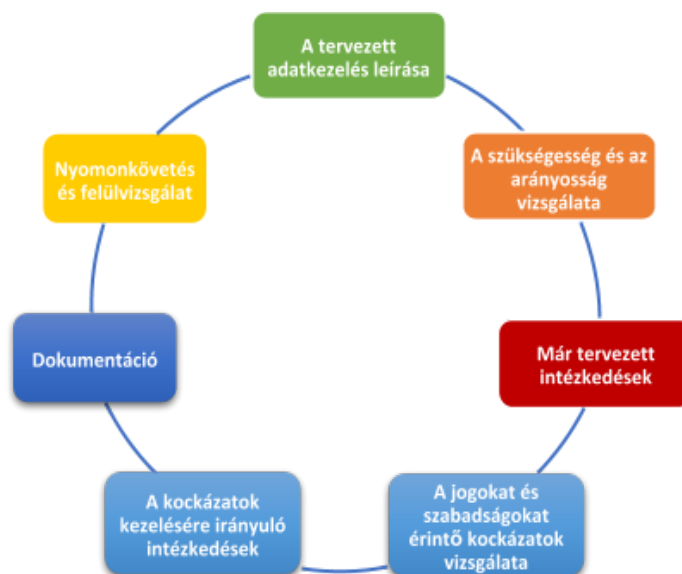 A tervezett
adatkezelés leírása
A szükségesség és az
arányosság
vizsgálata
Már tervezett
intézkedések
A jogokat és
szabadságokat
érintő kockázatok
vizsgálata
A kockázatok
kezelésére irányuló
intézkedések
Dokumentáció
Nyomonkövetés
és felülvizsgálat